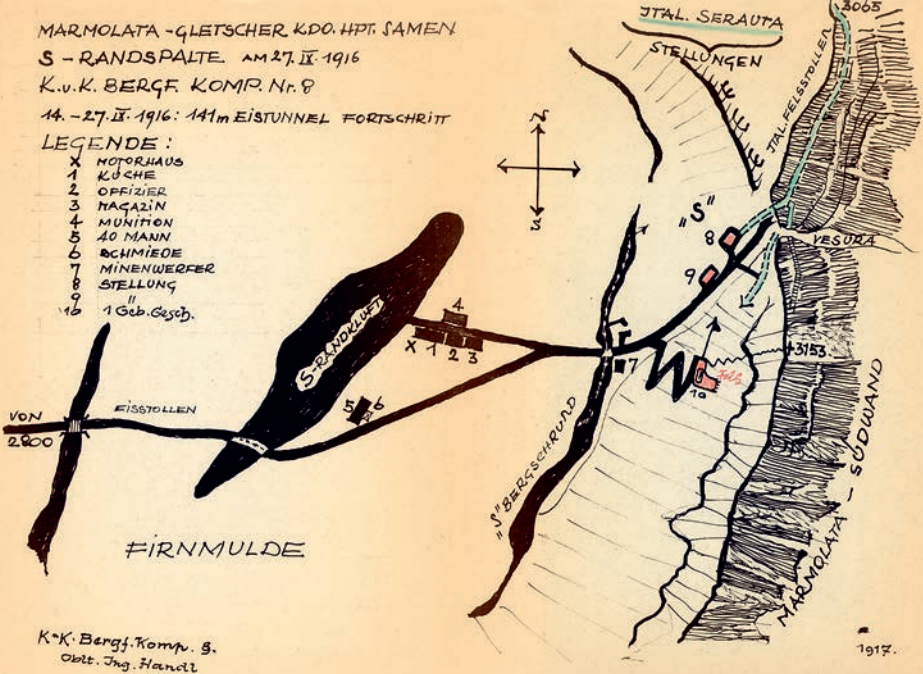 MARMOLATA - GLETSCHER KDO. HPT. SAMEN
S - RANDSPALTE AM 27. IX. 1916
K.u.K. BERGF. KOMP. Nr. 8
14. - 27. IX. 1916: 141m EISTUNNEL FORTSCHRITT
LEGENDE:
X MOTORHAUS
1 KÜCHE
2 OFFIZIER
3 MAGAZIN
4 MUNITION
5 40 MANN
6 SCHMIEDE
7 MINENWERFER
8 STELLUNG
9 "
10 1 Geb. Gesch.
JTAL. SERAUTA
STELLUNGEN
3065
JTAL. FELSSTOLLEN
"S"
8
9
VESURA
4
X 1 2 3
S-RANDKLUFT
5 6
7
3153
Fels
10
VON
2800
EISSTOLLEN
"S" BERGSCHRUND
MARMOLATA - SÜDWAND
FIRNMULDE
K.K. Bergf. Komp. 8.
Oblt. Ing. Handl
1917.